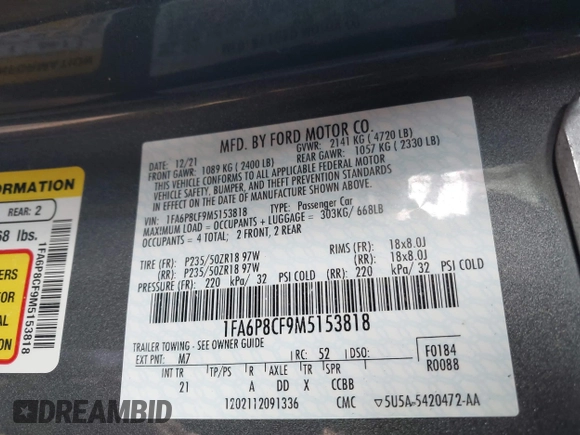 MFD. BY FORD MOTOR CO.
DATE: 12/21 GVWR: 2141 KG ( 4720 LB)
FRONT GAWR: 1089 KG ( 2400 LB) REAR GAWR: 1057 KG ( 2330 LB)
THIS VEHICLE CONFORMS TO ALL APPLICABLE FEDERAL MOTOR
VEHICLE SAFETY, BUMPER, AND THEFT PREVENTION STANDARDS
IN EFFECT ON THE DATE OF MANUFACTURE SHOWN ABOVE.
VIN: 1FA6P8CF9M5153818 TYPE: Passenger Car
MAXIMUM LOAD = OCCUPANTS + LUGGAGE = 303KG/ 668LB
OCCUPANTS = 4 TOTAL; 2 FRONT, 2 REAR
TIRE (FR): P235/50ZR18 97W RIMS (FR): 18x8.0J
(RR): P235/50ZR18 97W (RR): 18x8.0J
PRESSURE (FR): 220 kPa/ 32 PSI COLD (RR): 220 kPa/ 32 PSI COLD
1FA6P8CF9M5153818
TRAILER TOWING - SEE OWNER GUIDE
EXT PNT: M7 RC: 52 DSO: F0184
INT TR TP/PS R AXLE TR SPR R0088
21 A DD X CCBB
1202112091336 CMC 5U5A-5420472-AA
ORMATION
REAR: 2
68 lbs.
1FA6P8CF9M5153818
ERS
TION
DREAMBID